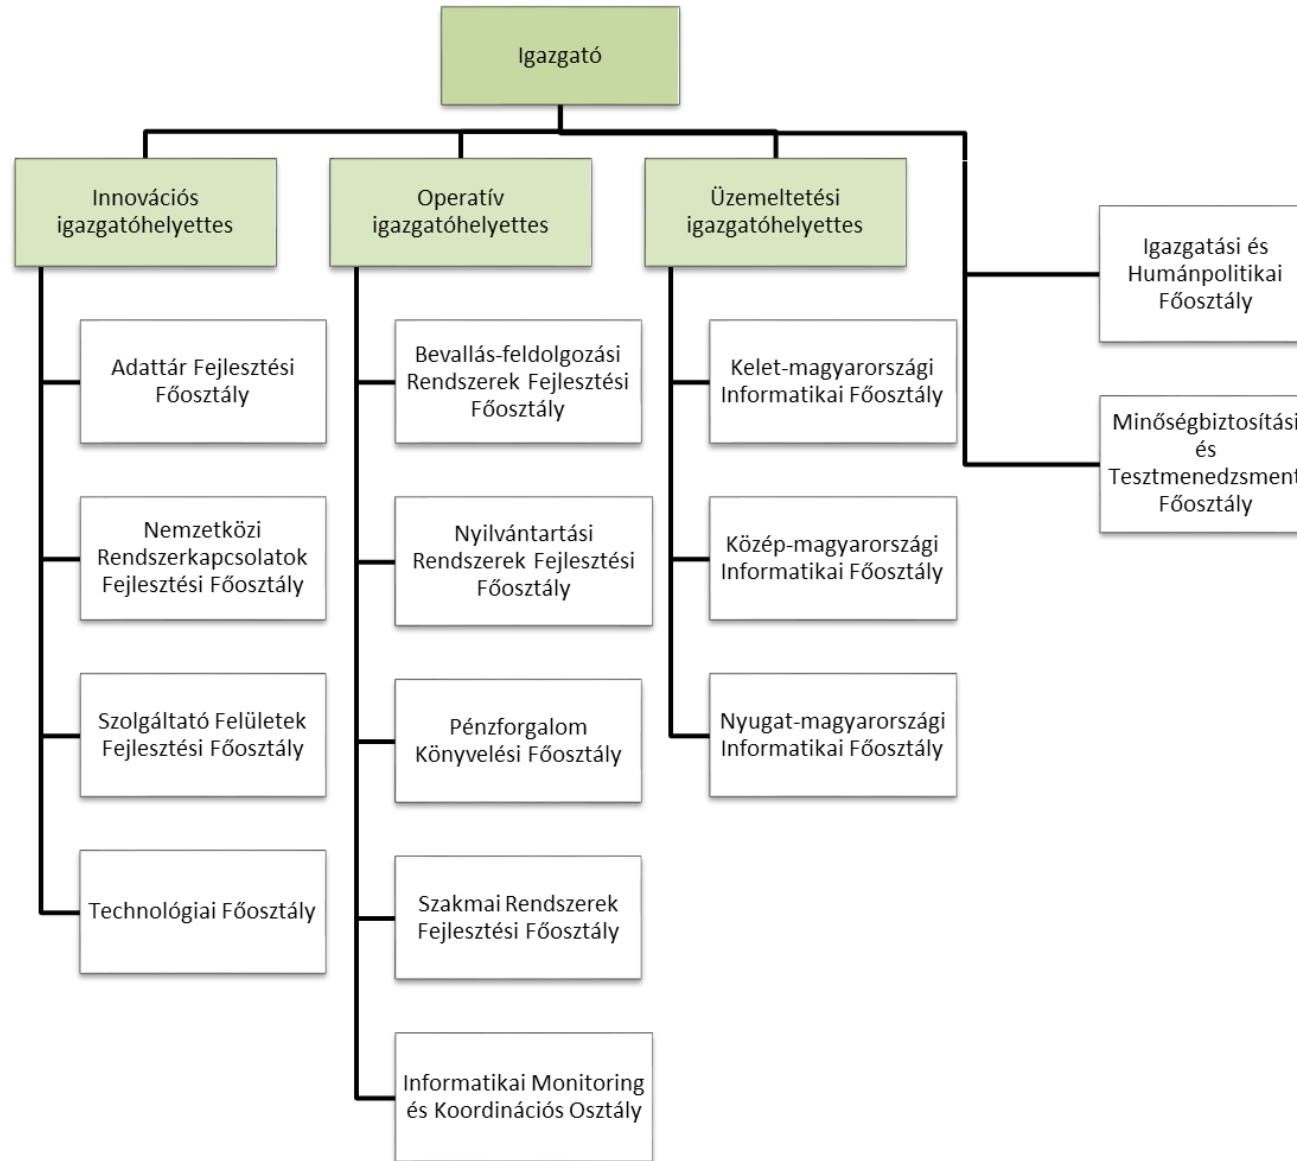 Igazgató
Innovációs
igazgatóhelyettes
Operatív
igazgatóhelyettes
Üzemeltetési
igazgatóhelyettes
Igazgatási és
Humánpolitikai
Főosztály
Minőségbiztosítási
és
Tesztmenedzsment
Főosztály
Adattár Fejlesztési
Főosztály
Nemzetközi
Rendszerkapcsolatok
Fejlesztési Főosztály
Szolgáltató Felületek
Fejlesztési Főosztály
Technológiai Főosztály
Bevallás-feldolgozási
Rendszerek Fejlesztési
Főosztály
Nyilvántartási
Rendszerek Fejlesztési
Főosztály
Pénzforgalom
Könyvelési Főosztály
Szakmai Rendszerek
Fejlesztési Főosztály
Informatikai Monitoring
és Koordinációs Osztály
Kelet-magyarországi
Informatikai Főosztály
Közép-magyarországi
Informatikai Főosztály
Nyugat-magyarországi
Informatikai Főosztály